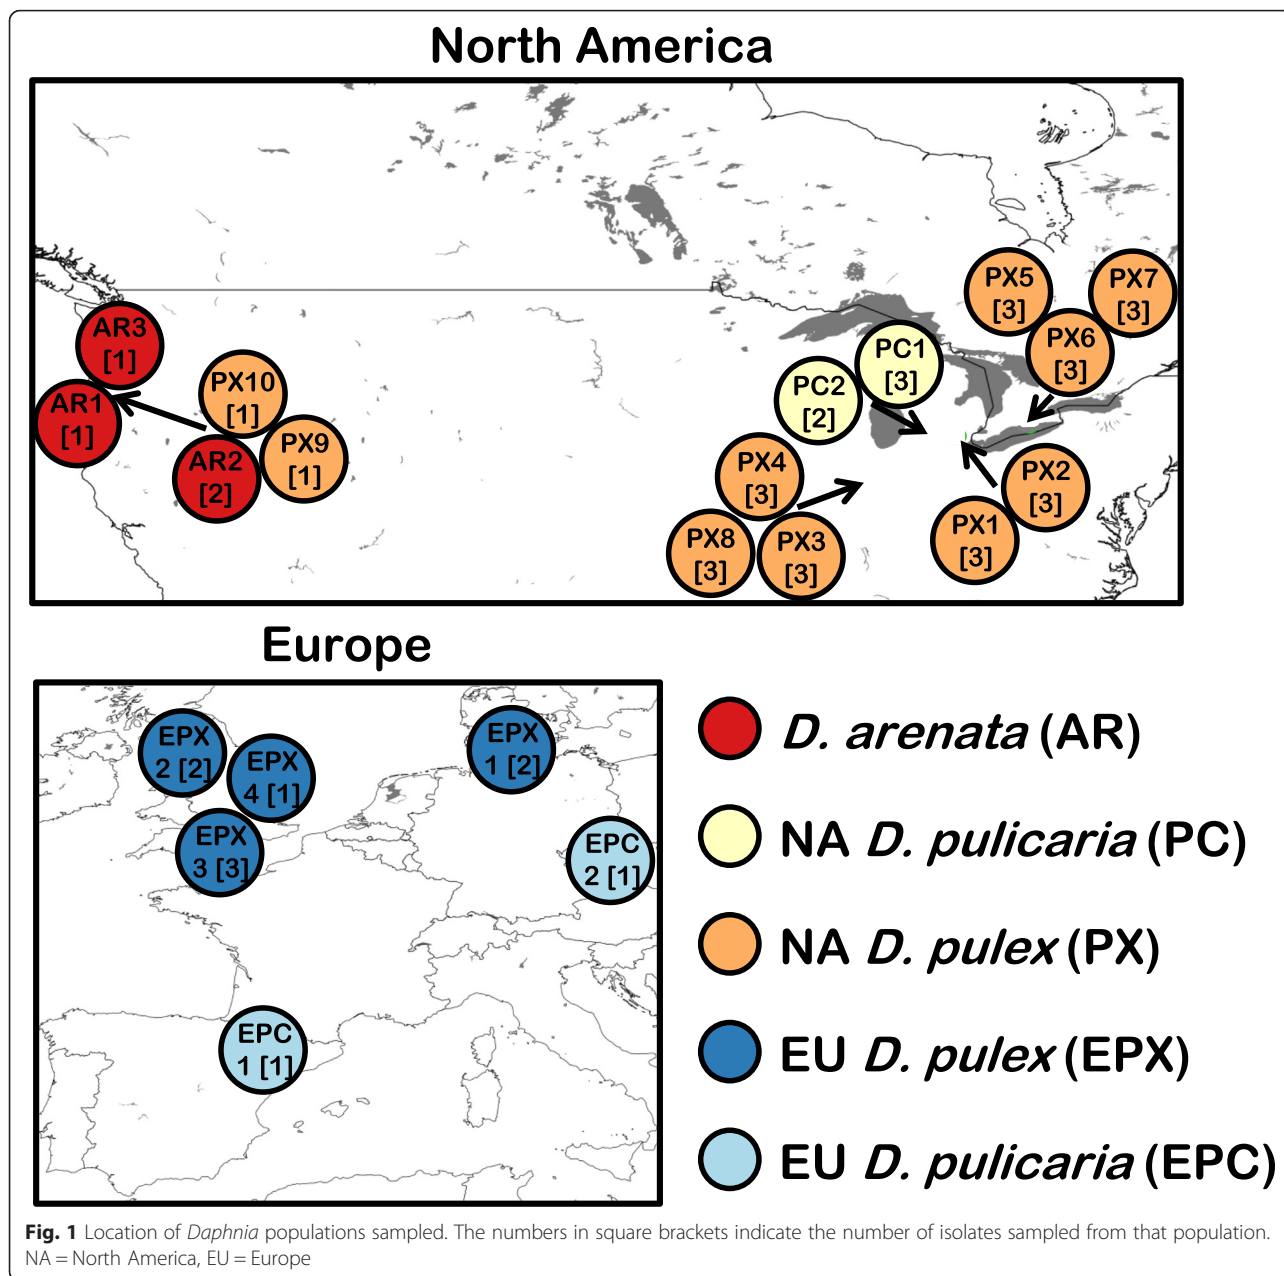 North America
AR3
[1]
AR1
[1]
PX10
[1]
AR2
[2]
PX9
[1]
PC1
[3]
PC2
[2]
PX5
[3]
PX7
[3]
PX6
[3]
PX4
[3]
PX8
[3]
PX3
[3]
PX2
[3]
PX1
[3]
Europe
EPX
2 [2]
EPX
4 [1]
EPX
3 [3]
EPX
1 [2]
EPC
2 [1]
EPC
1 [1]
D. arenata (AR)
NA D. pulicaria (PC)
NA D. pulex (PX)
EU D. pulex (EPX)
EU D. pulicaria (EPC)
Fig. 1 Location of Daphnia populations sampled. The numbers in square brackets indicate the number of isolates sampled from that population.
NA = North America, EU = Europe